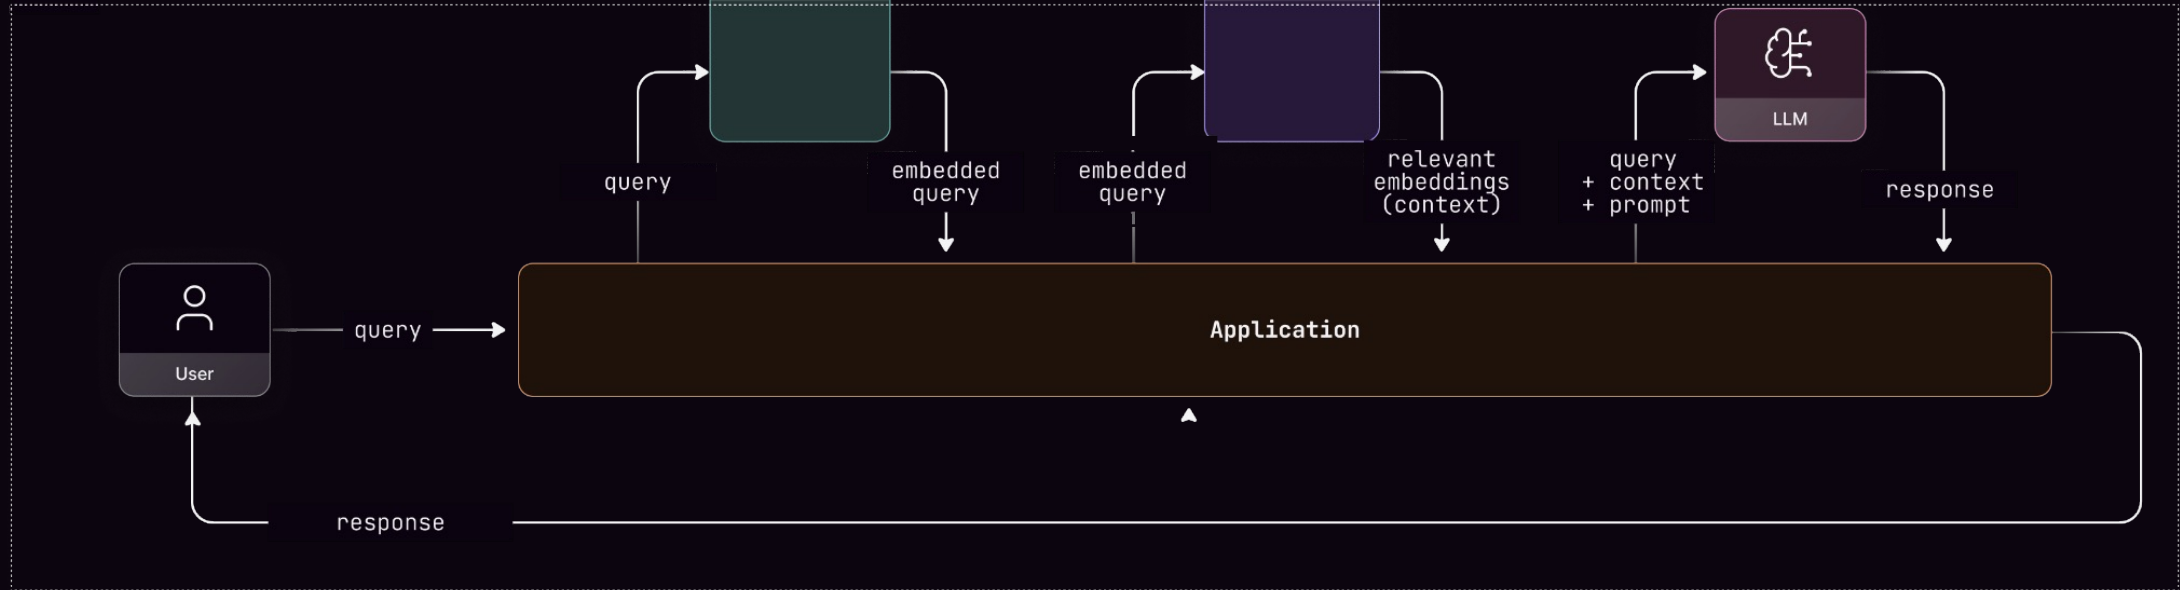 LLM
query
embedded
query
embedded
query
relevant
embeddings
(context)
query
+ context
+ prompt
response
User
query
Application
response